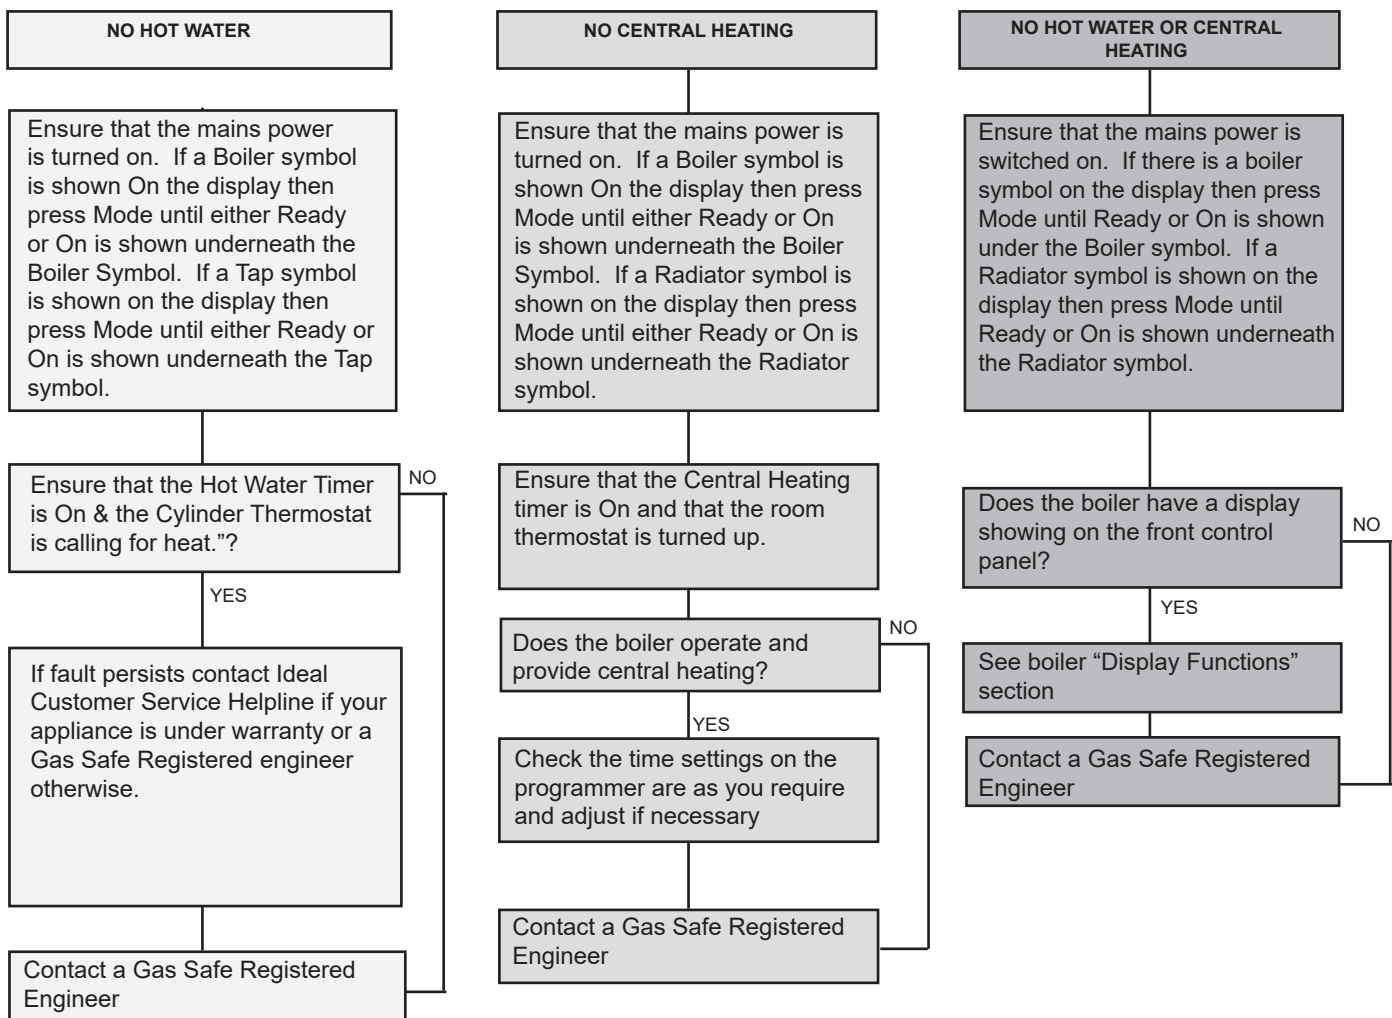 NO HOT WATER
Ensure that the mains power
is turned on.  If a Boiler symbol
is shown On the display then
press Mode until either Ready
or On is shown underneath the
Boiler Symbol.  If a Tap symbol
is shown on the display then
press Mode until either Ready or
On is shown underneath the Tap
symbol.
Ensure that the Hot Water Timer
is On & the Cylinder Thermostat
is calling for heat.”?
NO
YES
If fault persists contact Ideal
Customer Service Helpline if your
appliance is under warranty or a
Gas Safe Registered engineer
otherwise.
Contact a Gas Safe Registered
Engineer
NO CENTRAL HEATING
Ensure that the mains power is
turned on.  If a Boiler symbol is
shown On the display then press
Mode until either Ready or On
is shown underneath the Boiler
Symbol.  If a Radiator symbol is
shown on the display then press
Mode until either Ready or On is
shown underneath the Radiator
symbol.
Ensure that the Central Heating
timer is On and that the room
thermostat is turned up.
Does the boiler operate and
provide central heating?
NO
YES
Check the time settings on the
programmer are as you require
and adjust if necessary
Contact a Gas Safe Registered
Engineer
NO HOT WATER OR CENTRAL
HEATING
Ensure that the mains power is
switched on.  If there is a boiler
symbol on the display then press
Mode until Ready or On is shown
under the Boiler symbol.  If a
Radiator symbol is shown on the
display then press Mode until
Ready or On is shown underneath
the Radiator symbol.
Does the boiler have a display
showing on the front control
panel?
NO
YES
See boiler “Display Functions”
section
Contact a Gas Safe Registered
Engineer